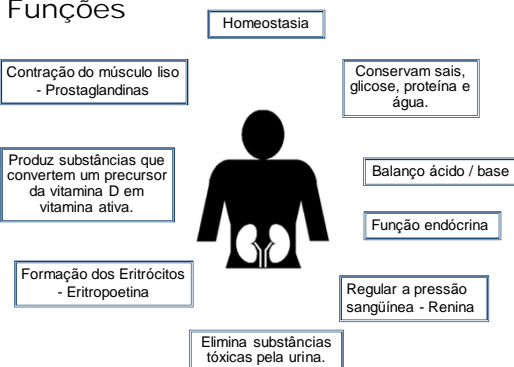 Funções
Homeostasia
Contração do músculo liso
- Prostaglandinas
Conservam sais,
glicose, proteína e
água.
Produz substâncias que
convertem um precursor
da vitamina D em
vitamina ativa.
Balanço ácido / base
Função endócrina
Formação dos Eritrócitos
- Eritropoetina
Regular a pressão
sangüínea - Renina
Elimina substâncias
tóxicas pela urina.